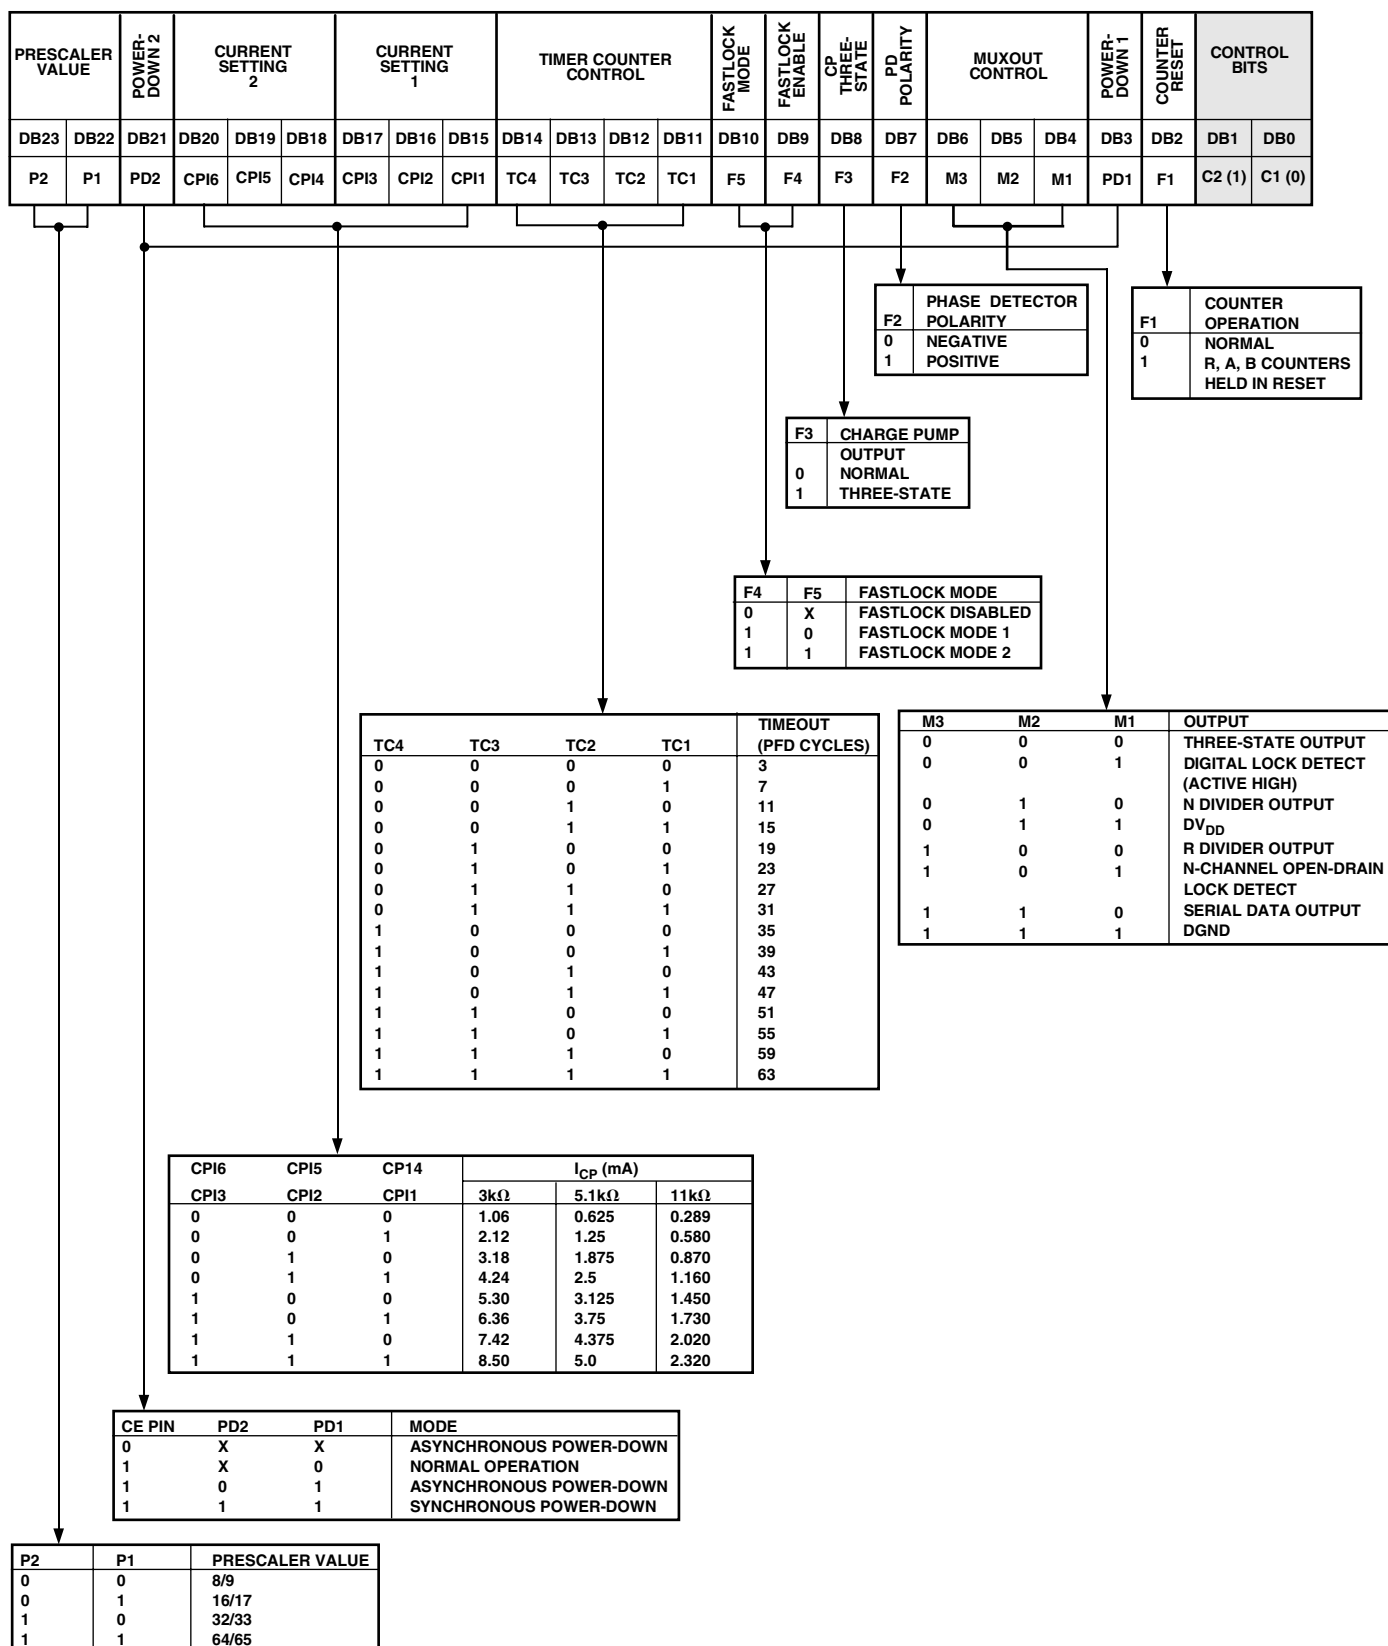 PRESCALER VALUE
POWER-DOWN 2
CURRENT SETTING 2
CURRENT SETTING 1
TIMER COUNTER CONTROL
FASTLOCK MODE
FASTLOCK ENABLE
CP THREE-STATE
PD POLARITY
MUXOUT CONTROL
POWER-DOWN 1
COUNTER RESET
CONTROL BITS
DB23 DB22 DB21 DB20 DB19 DB18 DB17 DB16 DB15 DB14 DB13 DB12 DB11 DB10 DB9 DB8 DB7 DB6 DB5 DB4 DB3 DB2 DB1 DB0
P2 P1 PD2 CPI6 CPI5 CPI4 CPI3 CPI2 CPI1 TC4 TC3 TC2 TC1 F5 F4 F3 F2 M3 M2 M1 PD1 F1 C2 (1) C1 (0)
PHASE DETECTOR
F2 POLARITY
0 NEGATIVE
1 POSITIVE
COUNTER
F1 OPERATION
0 NORMAL
1 R, A, B COUNTERS
HELD IN RESET
F3 CHARGE PUMP
OUTPUT
0 NORMAL
1 THREE-STATE
F4 F5 FASTLOCK MODE
0 X FASTLOCK DISABLED
1 0 FASTLOCK MODE 1
1 1 FASTLOCK MODE 2
TIMEOUT
TC4 TC3 TC2 TC1 (PFD CYCLES)
0 0 0 0 3
0 0 0 1 7
0 0 1 0 11
0 0 1 1 15
0 1 0 0 19
0 1 0 1 23
0 1 1 0 27
0 1 1 1 31
1 0 0 0 35
1 0 0 1 39
1 0 1 0 43
1 0 1 1 47
1 1 0 0 51
1 1 0 1 55
1 1 1 0 59
1 1 1 1 63
M3 M2 M1 OUTPUT
0 0 0 THREE-STATE OUTPUT
0 0 1 DIGITAL LOCK DETECT
(ACTIVE HIGH)
0 1 0 N DIVIDER OUTPUT
0 1 1 DVDD
1 0 0 R DIVIDER OUTPUT
1 0 1 N-CHANNEL OPEN-DRAIN
LOCK DETECT
1 1 0 SERIAL DATA OUTPUT
1 1 1 DGND
CPI6 CPI5 CP14 ICP (mA)
CPI3 CPI2 CPI1 3kΩ 5.1kΩ 11kΩ
0 0 0 1.06 0.625 0.289
0 0 1 2.12 1.25 0.580
0 1 0 3.18 1.875 0.870
0 1 1 4.24 2.5 1.160
1 0 0 5.30 3.125 1.450
1 0 1 6.36 3.75 1.730
1 1 0 7.42 4.375 2.020
1 1 1 8.50 5.0 2.320
CE PIN PD2 PD1 MODE
0 X X ASYNCHRONOUS POWER-DOWN
1 X 0 NORMAL OPERATION
1 0 1 ASYNCHRONOUS POWER-DOWN
1 1 1 SYNCHRONOUS POWER-DOWN
P2 P1 PRESCALER VALUE
0 0 8/9
0 1 16/17
1 0 32/33
1 1 64/65